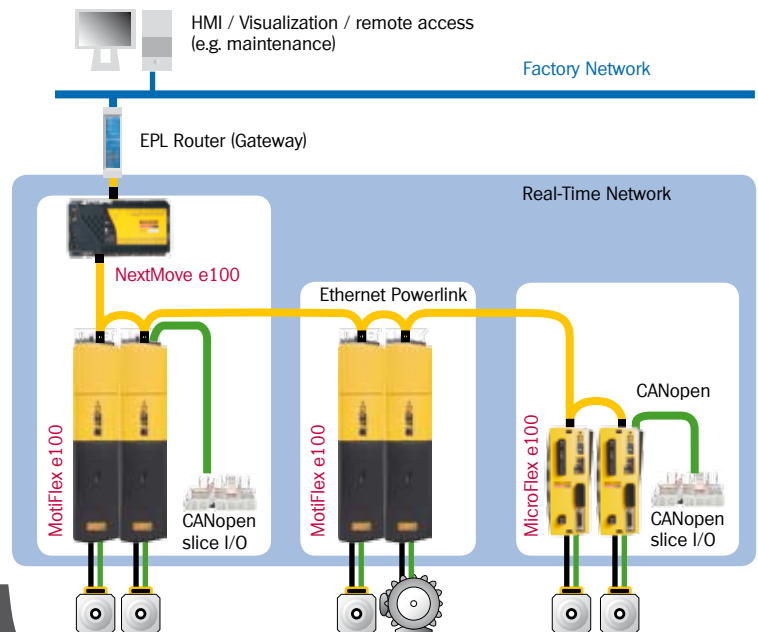 HMI / Visualization / remote access
(e.g. maintenance)
Factory Network
EPL Router (Gateway)
Real-Time Network
NextMove e100
Ethernet Powerlink
CANopen
MotiFlex e100
MotiFlex e100
MicroFlex e100
CANopen
slice I/O
CANopen
slice I/O